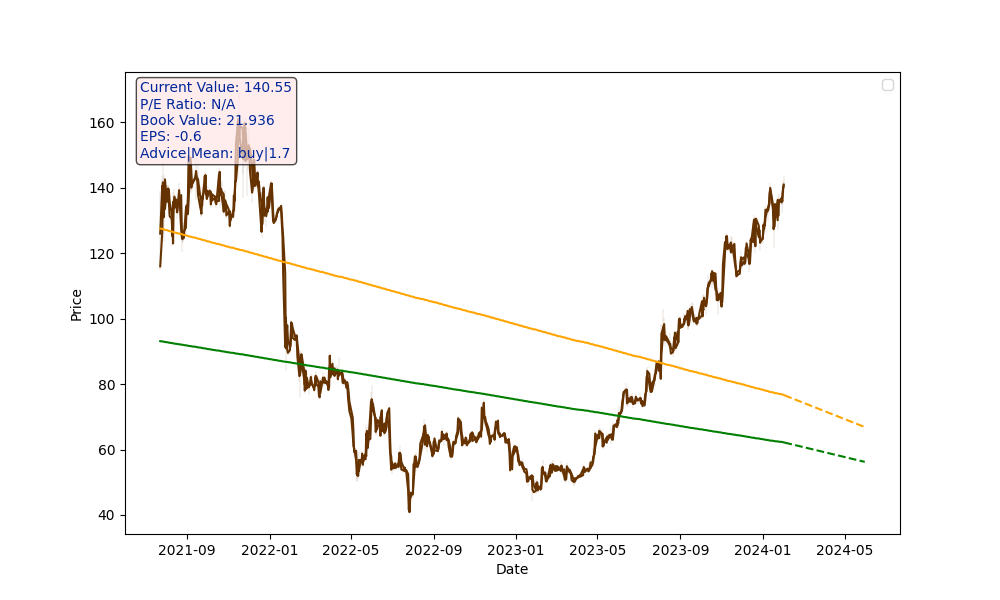 Current Value: 140.55
P/E Ratio: N/A
Book Value: 21.936
EPS: -0.6
Advice|Mean: buy|1.7
160
140
120
100
80
60
40
Price
2021-09 2022-01 2022-05 2022-09 2023-01 2023-05 2023-09 2024-01 2024-05
Date